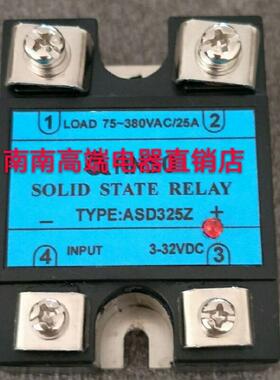 1 LOAD 75~380VAC/25A 2
南南高端电器直销店
SOLID STATE RELAY
TYPE:ASD325Z
− +
4 INPUT 3-32VDC 3